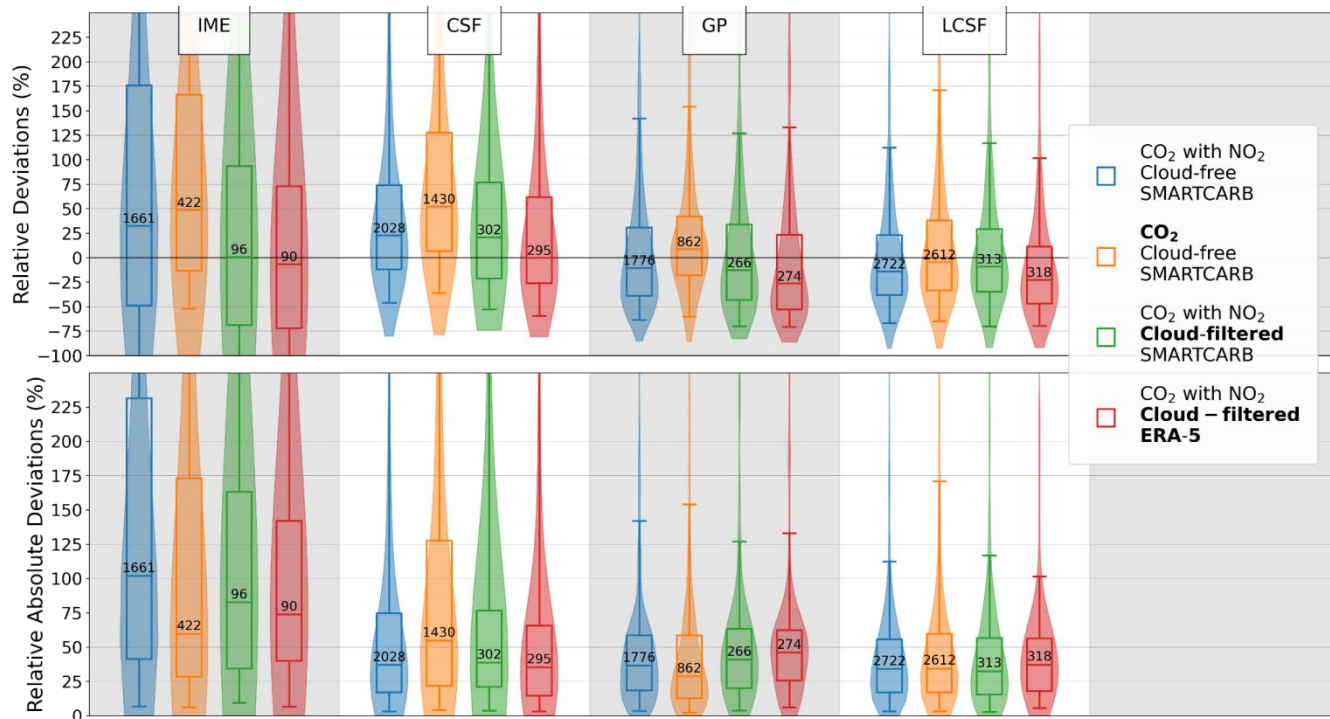 IME CSF GP LCSF
Relative Deviations (%)
225
200
175
150
125
100
75
50
25
0
−25
−50
−75
−100
1661 422 96 90 2028 1430 302 295 1776 862 266 274 2722 2612 313 318
CO₂ with NO₂
Cloud-free
SMARTCARB
CO₂
Cloud-free
SMARTCARB
CO₂ with NO₂
Cloud-filtered
SMARTCARB
CO₂ with NO₂
Cloud − filtered
ERA-5
Relative Absolute Deviations (%)
225
200
175
150
125
100
75
50
25
0
1661 422 96 90 2028 1430 302 295 1776 862 266 274 2722 2612 313 318